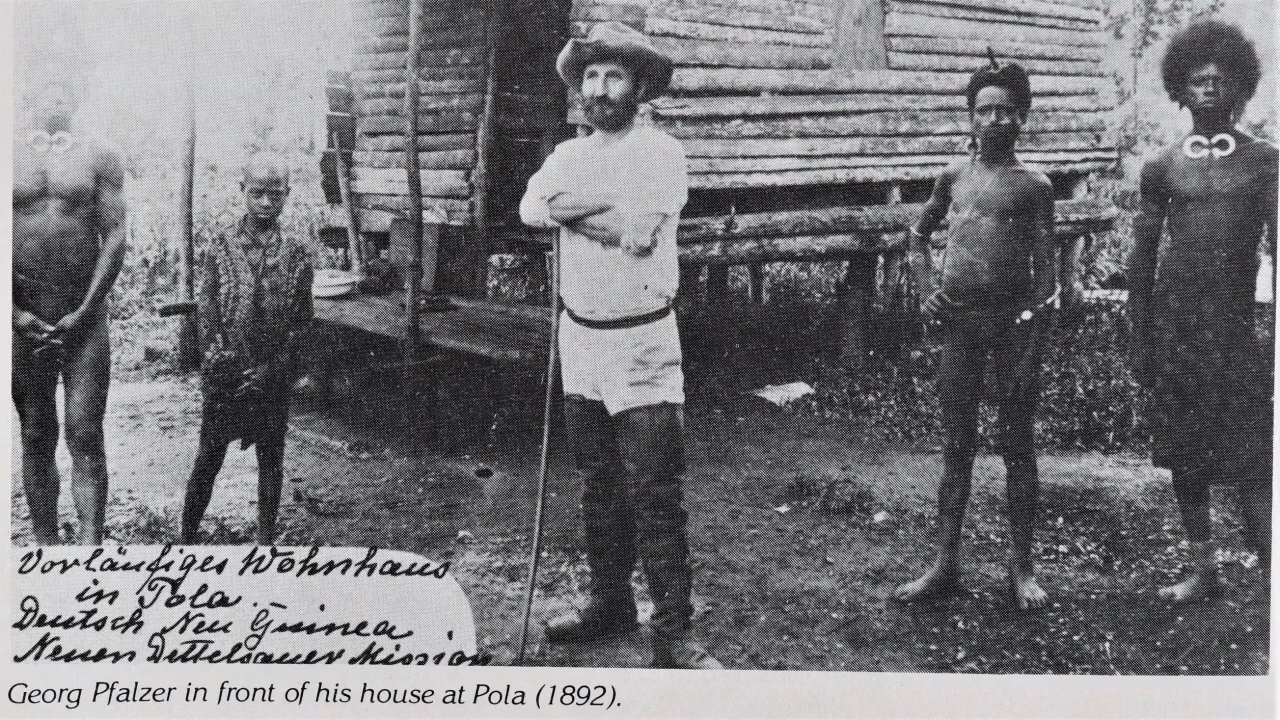 Vorläufiges Wohnhaus
in Pola.
Deutsch Neu Guinea
Neuen Dettelsauer Mission
Georg Pfalzer in front of his house at Pola (1892).